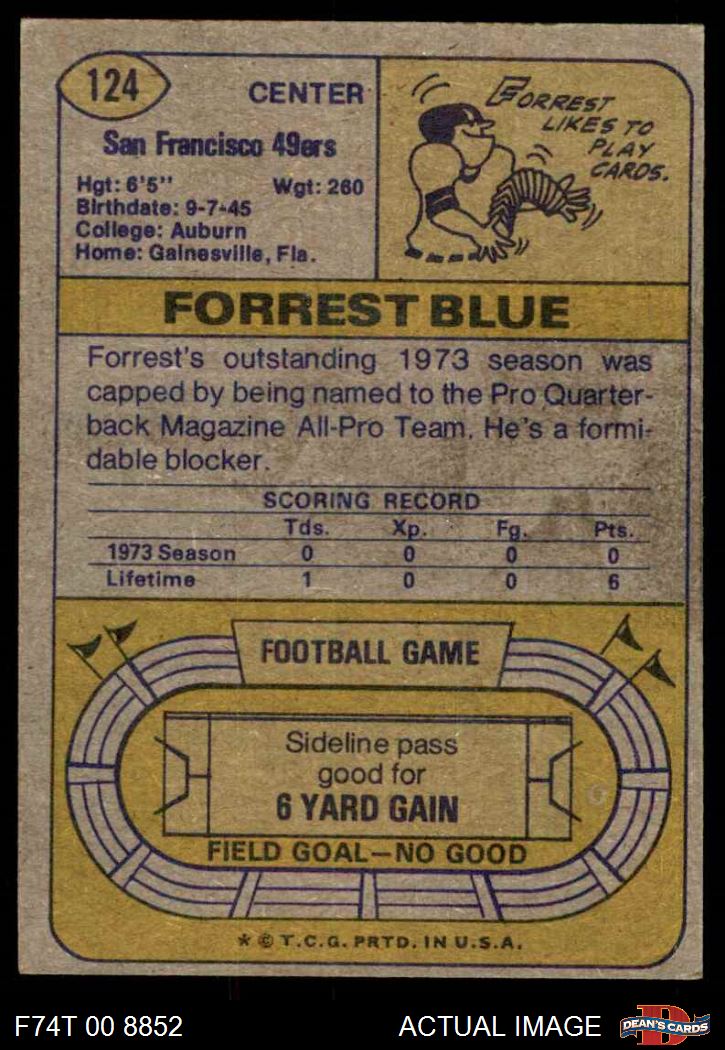 124
CENTER
San Francisco 49ers
Hgt: 6'5" Wgt: 260
Birthdate: 9-7-45
College: Auburn
Home: Gainesville, Fla.
FORREST
LIKES TO
PLAY
CARDS.
FORREST BLUE
Forrest's outstanding 1973 season was
capped by being named to the Pro Quarter-
back Magazine All-Pro Team. He's a formi-
dable blocker.
SCORING RECORD
Tds. Xp. Fg. Pts.
1973 Season 0 0 0 0
Lifetime 1 0 0 6
FOOTBALL GAME
Sideline pass
good for
6 YARD GAIN
FIELD GOAL—NO GOOD
* © T.C.G. PRTD. IN U.S.A.
F74T 00 8852 ACTUAL IMAGE
D
DEAN'S CARDS